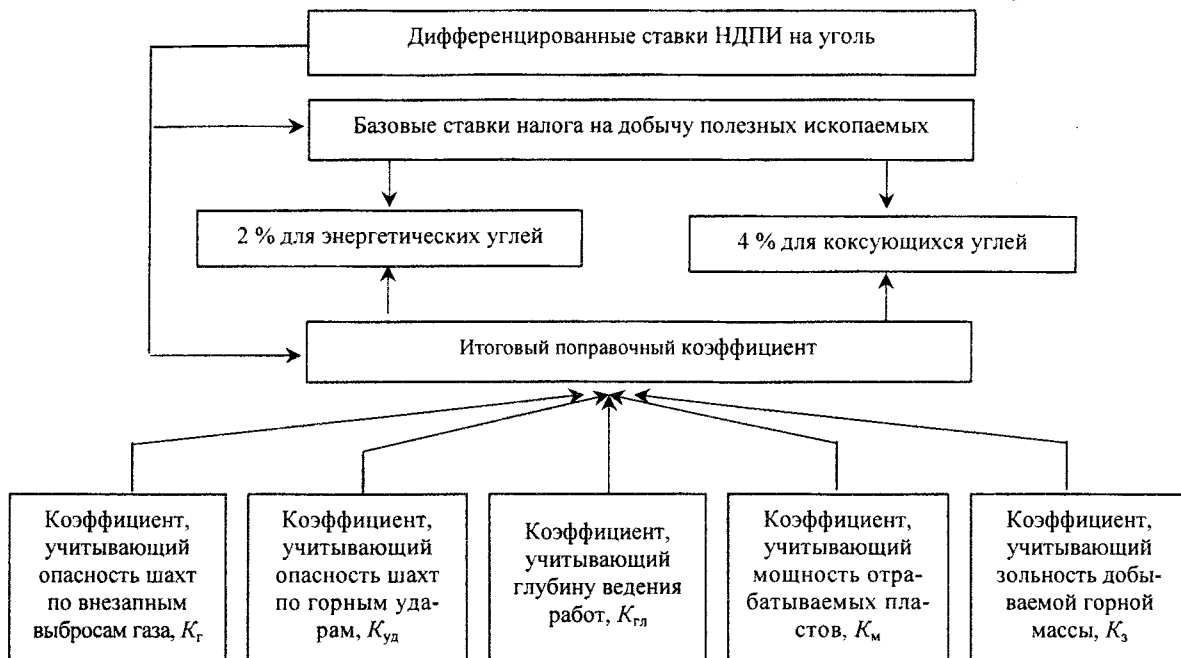 Дифференцированные ставки НДПИ на уголь
Базовые ставки налога на добычу полезных ископаемых
2 % для энергетических углей
4 % для коксующихся углей
Итоговый поправочный коэффициент
Коэффициент,
учитывающий
опасность шахт
по внезапным
выбросам газа, Kг
Коэффициент,
учитывающий
опасность шахт
по горным уда-
рам, Kуд
Коэффициент,
учитывающий
глубину ведения
работ, Kгл
Коэффициент,
учитывающий
мощность отра-
батываемых пла-
стов, Kм
Коэффициент,
учитывающий
зольность добы-
ваемой горной
массы, Kз